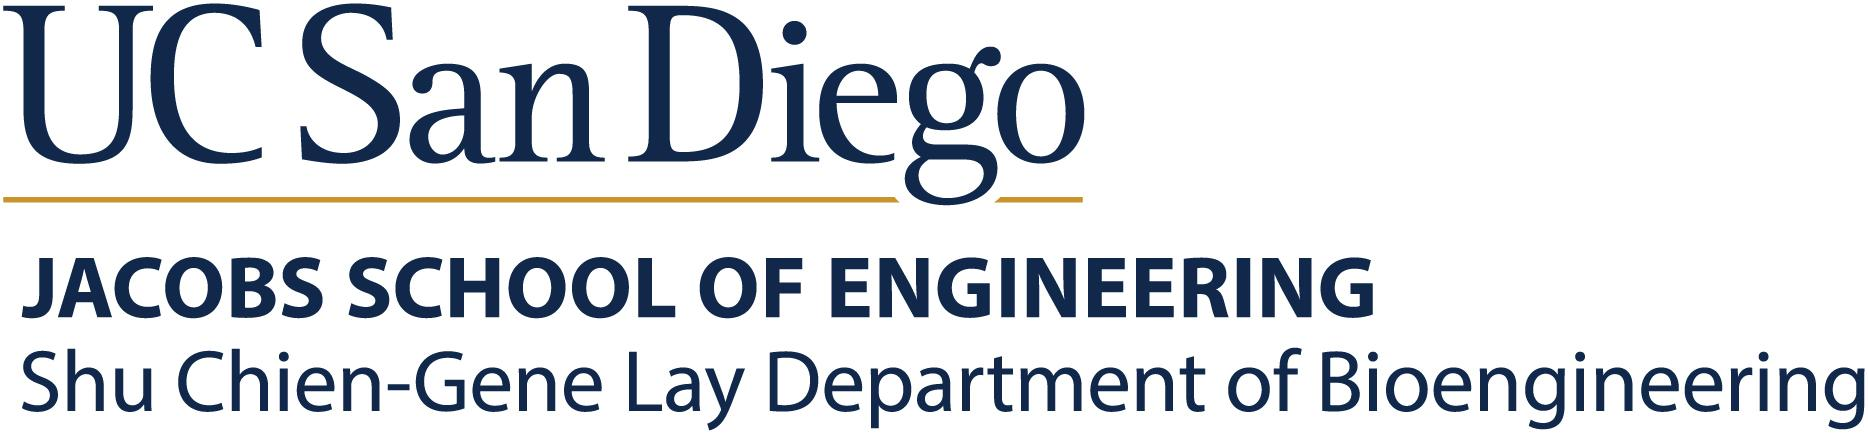 UC San Diego
JACOBS SCHOOL OF ENGINEERING
Shu Chien-Gene Lay Department of Bioengineering